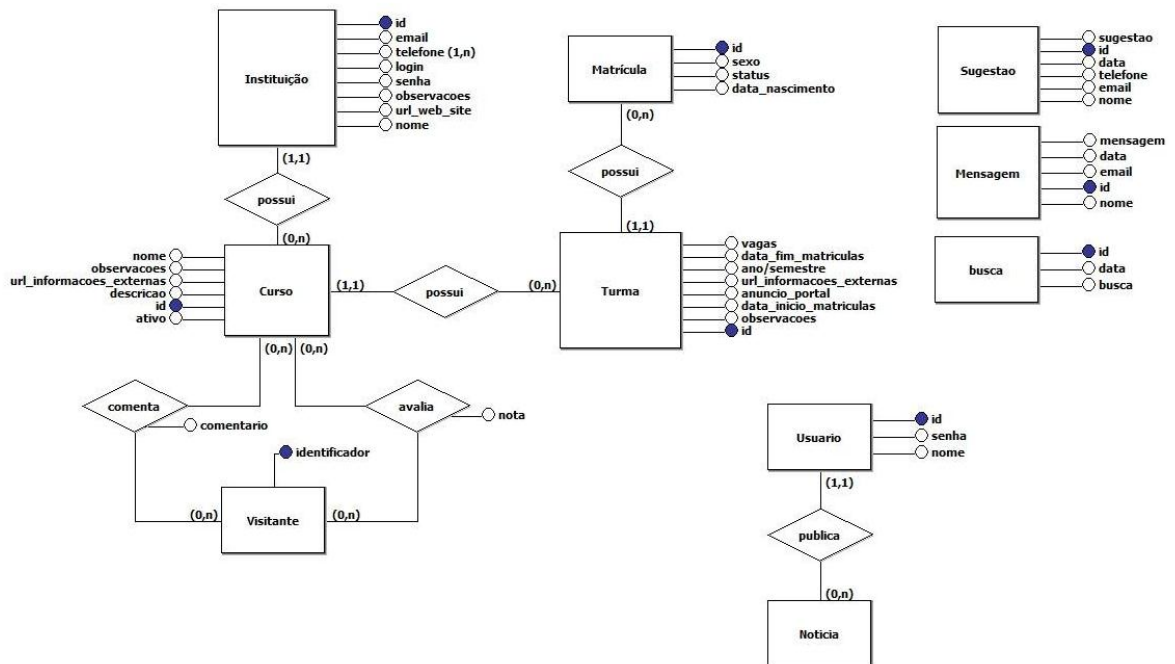 Instituição
id
email
telefone (1,n)
login
senha
observacoes
url_web_site
nome
(1,1)
possui
(0,n)
Matrícula
id
sexo
status
data_nascimento
(0,n)
possui
(1,1)
Sugestao
sugestao
id
data
telefone
email
nome
Mensagem
mensagem
data
email
id
nome
busca
id
data
busca
nome
observacoes
url_informacoes_externas
descricao
id
ativo
Curso
(1,1)
possui
(0,n)
Turma
vagas
data_fim_matriculas
ano/semestre
url_informacoes_externas
anuncio_portal
data_inicio_matriculas
observacoes
id
(0,n)
(0,n)
comenta
comentario
avalia
nota
identificador
(0,n)
Visitante
(0,n)
Usuario
id
senha
nome
(1,1)
publica
(0,n)
Noticia